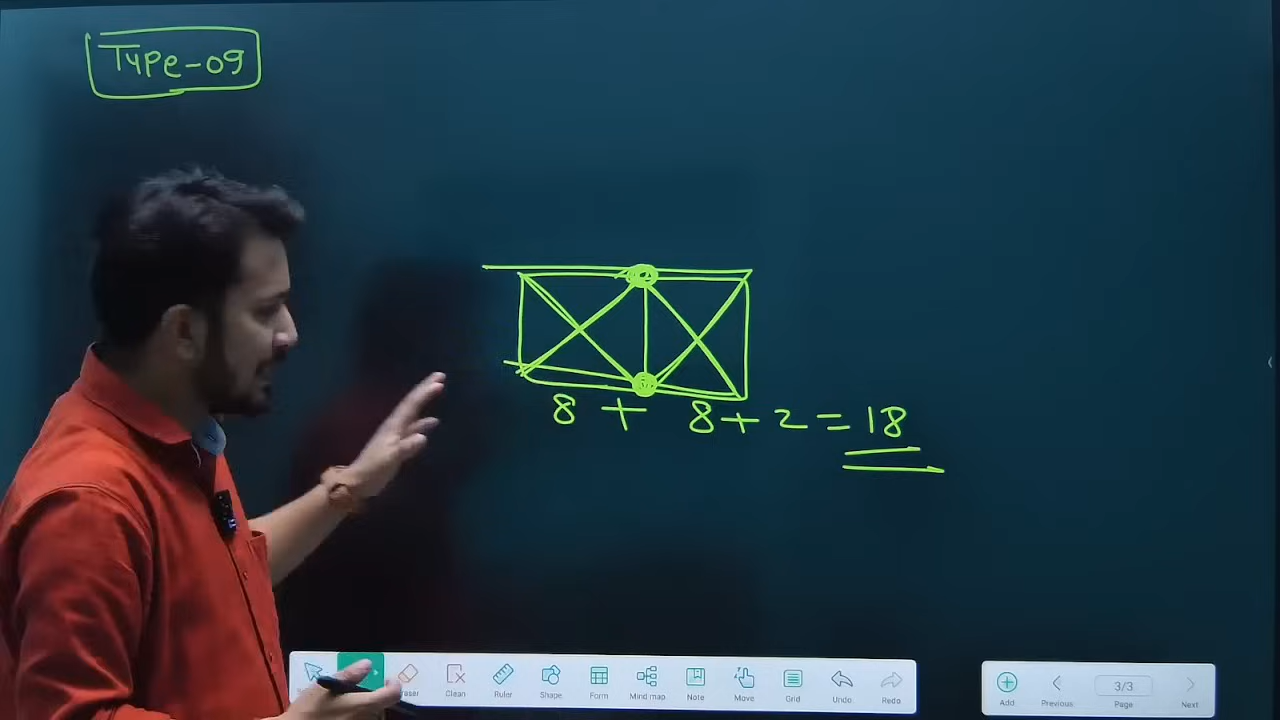 Type-09
8 + 8+2=18
Clean Ruler Shape Form Mind map Note Move Grid Undo Redo
Add Previous 3/3 Page Next